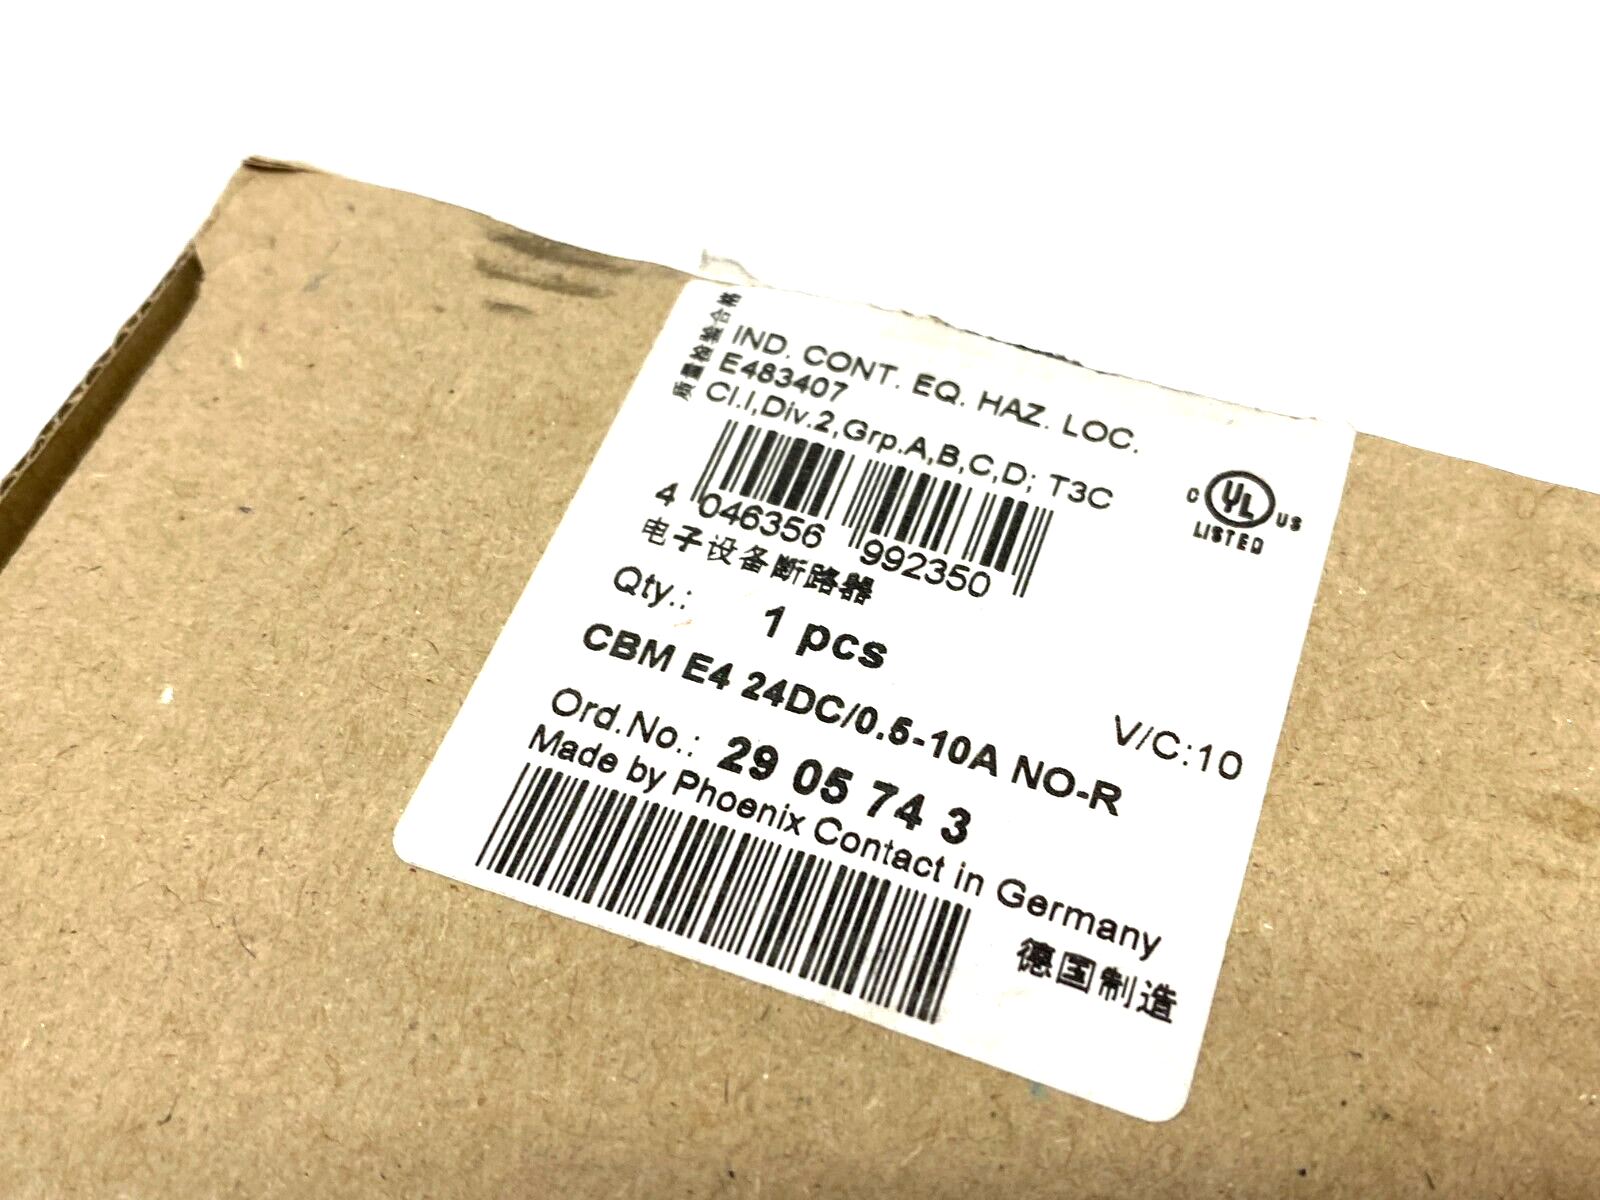 质量检验合格
IND. CONT. EQ. HAZ. LOC.
E483407
Cl.I,Div.2,Grp.A,B,C,D; T3C
C UL US
LISTED
4 046356 992350
电子设备断路器
Qty.: 1 pcs
V/C:10
CBM E4 24DC/0.5-10A NO-R
Ord.No.: 29 05 74 3
Made by Phoenix Contact in Germany
德国制造